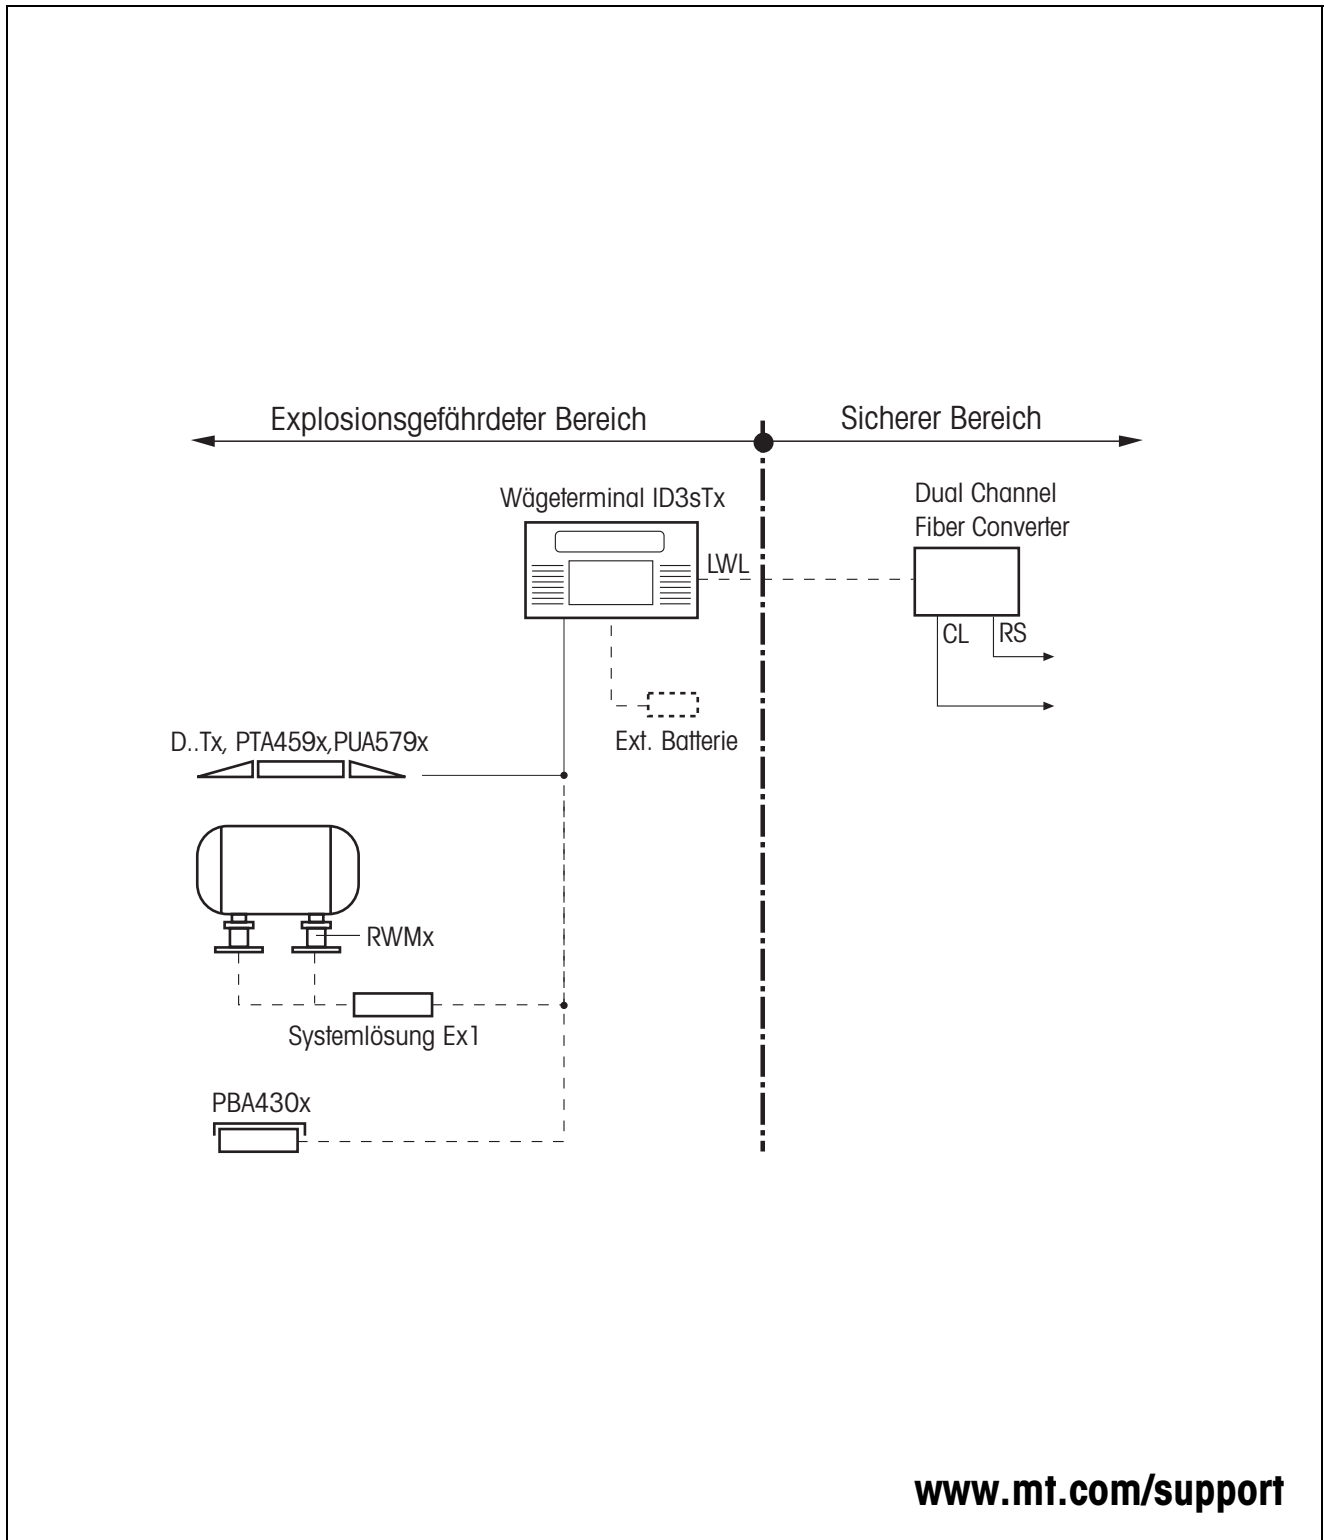 Explosionsgefährdeter Bereich
Sicherer Bereich
Wägeterminal ID3sTx
Dual Channel
Fiber Converter
LWL
CL
RS
Ext. Batterie
D..Tx, PTA459x,PUA579x
RWMx
Systemlösung Ex1
PBA430x
www.mt.com/support